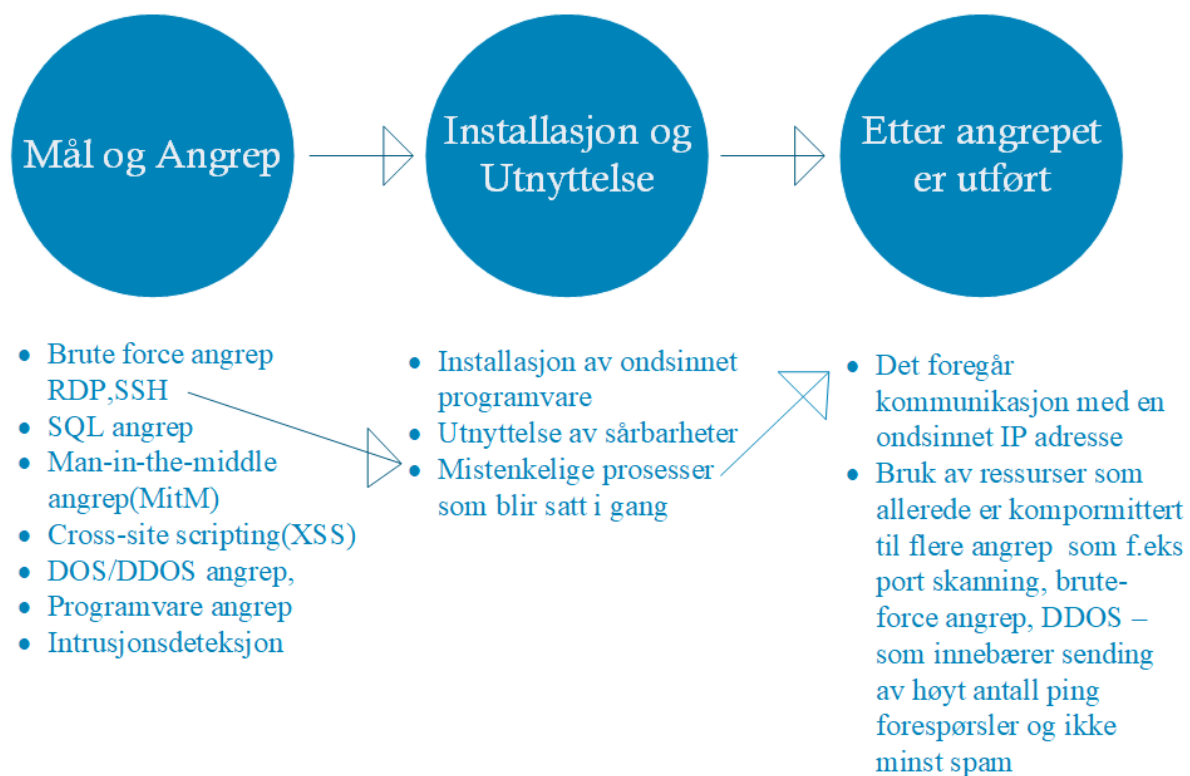 Mål og Angrep
Installasjon og
Utnyttelse
Etter angrepet
er utført
• Brute force angrep
RDP,SSH
• SQL angrep
• Man-in-the-middle
angrep(MitM)
• Cross-site scripting(XSS)
• DOS/DDOS angrep,
• Programvare angrep
• Intrusjonsdeteksjon
• Installasjon av ondsinnet
programvare
• Utnyttelse av sårbarheter
• Mistenkelige prosesser
som blir satt i gang
• Det foregår
kommunikasjon med en
ondsinnet IP adresse
• Bruk av ressurser som
allerede er kompormittert
til flere angrep som f.eks
port skanning, brute-
force angrep, DDOS –
som innebærer sending
av høyt antall ping
forespørsler og ikke
minst spam